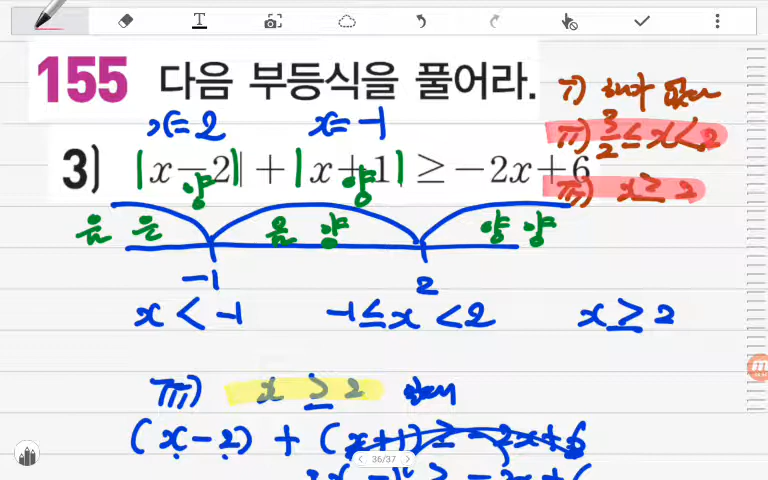 155 다음 부등식을 풀어라.
ⅰ) 해가 없다
x=2 x=-1
ⅱ) 3/2 ≤ x < 2
3) |x-2| + |x+1| ≥ -2x+6
양 양
ⅲ) x ≥ 2
음 음 음 양 양 양
-1 2
x < -1 -1 ≤ x < 2 x ≥ 2
ⅲ) x ≥ 2 에서
(x-2) + (x+1) ≥ -2x+6
36/37